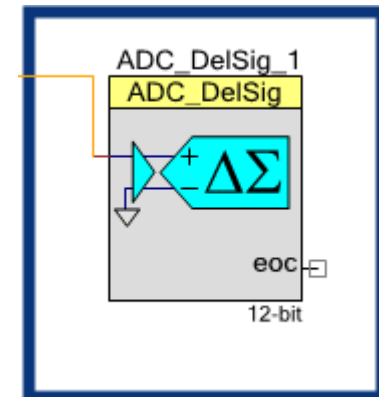 ADC_DelSig_1
ADC_DelSig
+
ΔΣ
−
eoc
12-bit